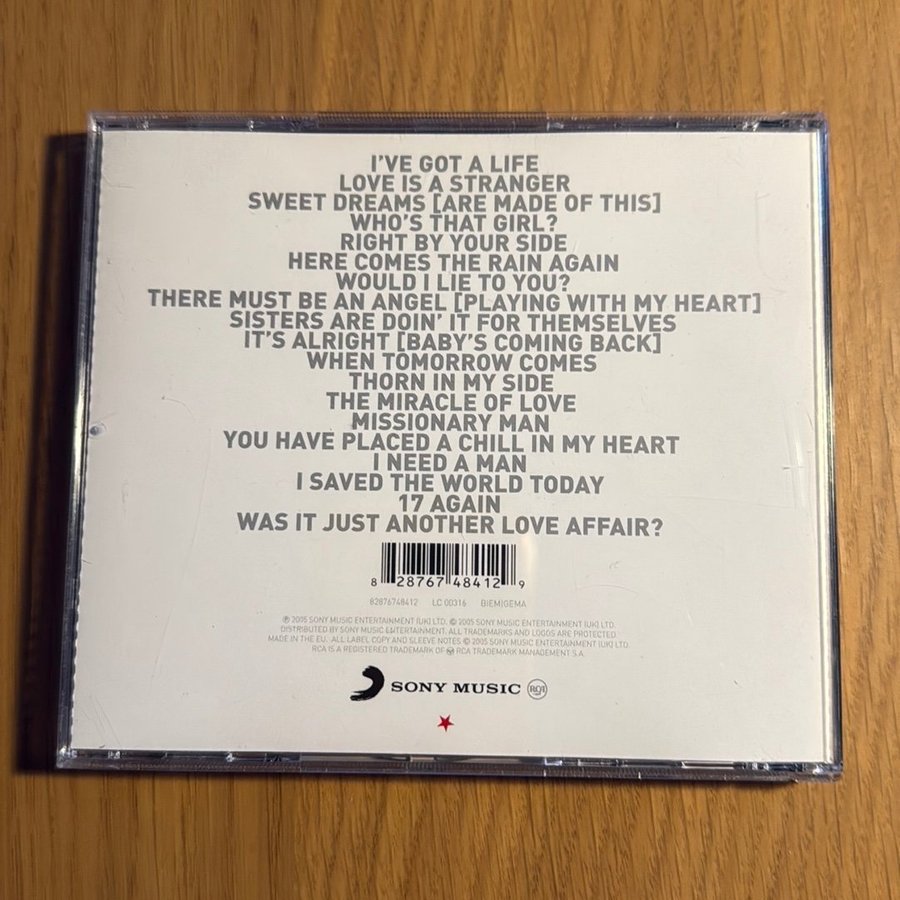 I'VE GOT A LIFE
LOVE IS A STRANGER
SWEET DREAMS [ARE MADE OF THIS]
WHO'S THAT GIRL?
RIGHT BY YOUR SIDE
HERE COMES THE RAIN AGAIN
WOULD I LIE TO YOU?
THERE MUST BE AN ANGEL [PLAYING WITH MY HEART]
SISTERS ARE DOIN' IT FOR THEMSELVES
IT'S ALRIGHT [BABY'S COMING BACK]
WHEN TOMORROW COMES
THORN IN MY SIDE
THE MIRACLE OF LOVE
MISSIONARY MAN
YOU HAVE PLACED A CHILL IN MY HEART
I NEED A MAN
I SAVED THE WORLD TODAY
17 AGAIN
WAS IT JUST ANOTHER LOVE AFFAIR?
8 28767 48412 9
82876748412 LC 00316 BIEM|GEMA
℗ 2005 SONY MUSIC ENTERTAINMENT (UK) LTD. © 2005 SONY MUSIC ENTERTAINMENT (UK) LTD.
DISTRIBUTED BY SONY MUSIC ENTERTAINMENT. ALL TRADEMARKS AND LOGOS ARE PROTECTED.
MADE IN THE EU. ALL LABEL COPY AND SLEEVE NOTES © 2005 SONY MUSIC ENTERTAINMENT (UK) LTD.
RCA IS A REGISTERED TRADEMARK OF RCA TRADEMARK MANAGEMENT S.A.
SONY MUSIC RCA